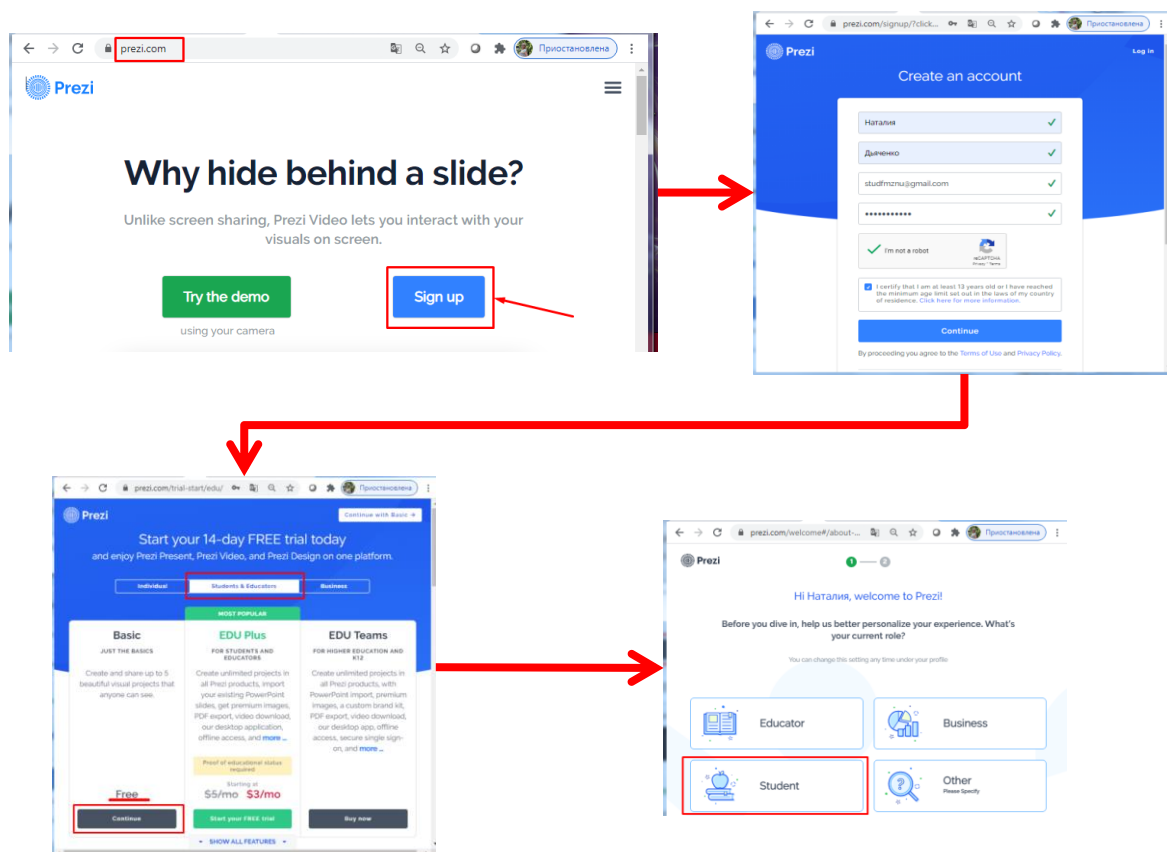 prezi.com
Приостановлена
Prezi
Why hide behind a slide?
Unlike screen sharing, Prezi Video lets you interact with your
visuals on screen.
Try the demo
Sign up
using your camera
prezi.com/signup/?click...
Приостановлена
Prezi
Log in
Create an account
Наталия
Дьяченко
studfmznu@gmail.com
•••••••••••
I'm not a robot
reCAPTCHA
Privacy - Terms
I certify that I am at least 13 years old or I have reached
the minimum age limit set out in the laws of my country
of residence. Click here for more information.
Continue
By proceeding you agree to the Terms of Use and Privacy Policy.
prezi.com/trial-start/edu/
Приостановлена
Prezi
Continue with Basic →
Start your 14-day FREE trial today
and enjoy Prezi Present, Prezi Video, and Prezi Design on one platform.
Individual
Students & Educators
Business
MOST POPULAR
Basic
JUST THE BASICS
Create and share up to 5
beautiful visual projects that
anyone can see.
Free
Continue
EDU Plus
FOR STUDENTS AND
EDUCATORS
Create unlimited projects in
all Prezi products, import
your existing PowerPoint
slides, get premium images,
PDF export, video download,
our desktop application,
offline access, and more ...
Proof of educational status
required
Starting at
$5/mo $3/mo
Start your FREE trial
EDU Teams
FOR HIGHER EDUCATION AND
K12
Create unlimited projects in
all Prezi products, with
PowerPoint import, premium
images, a custom brand kit,
PDF export, video download,
our desktop app, offline
access, secure single sign-
on, and more ...
Buy now
SHOW ALL FEATURES
prezi.com/welcome#/about-...
Приостановлена
Prezi
1
2
Hi Наталия, welcome to Prezi!
Before you dive in, help us better personalize your experience. What's
your current role?
You can change this setting any time under your profile
Educator
Business
Student
Other
Please Specify